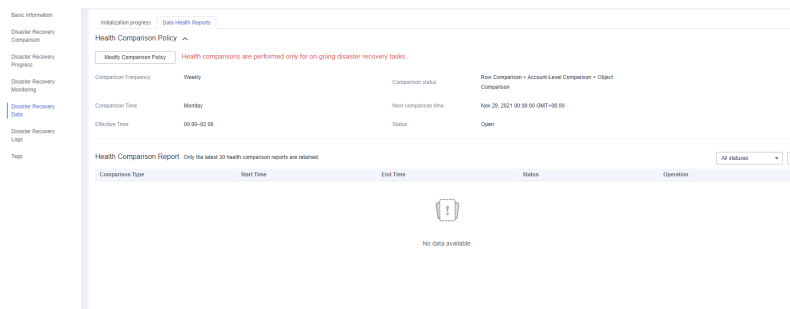 Basic Information
Disaster Recovery
Comparison
Disaster Recovery
Progress
Disaster Recovery
Monitoring
Disaster Recovery
Data
Disaster Recovery
Logs
Tags
Initialization progress Data Health Reports
Health Comparison Policy
Modify Comparison Policy Health comparisons are performed only for on-going disaster recovery tasks.
Comparison Frequency Weekly Comparison status Row Comparison + Account-Level Comparison + Object
Comparison
Comparison Time Monday Next comparison time Nov 29, 2021 00:00:00 GMT+08:00
Effective Time 00:00–02:00 Status Open
Health Comparison Report Only the latest 30 health comparison reports are retained. All statuses
Comparison Type Start Time End Time Status Operation
No data available.